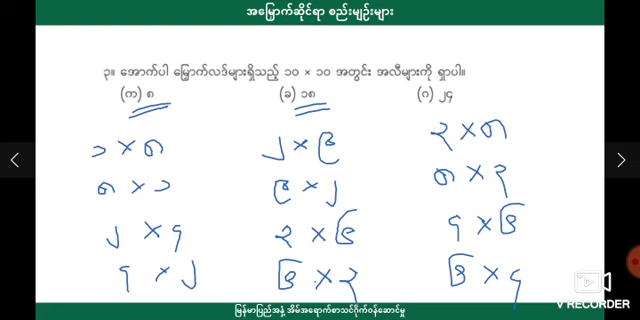 အမြှောက်ဆိုင်ရာ စည်းမျဉ်းများ
၃။ အောက်ပါ မြှောက်လဒ်များရှိသည့် ၁၀ × ၁၀ အတွင်း အလီများကို ရှာပါ။
(က) ၈ (ခ) ၁၈ (ဂ) ၂၄
၁ × ၈ ၂ × ၉ ၃ × ၈
၈ × ၁ ၉ × ၂ ၈ × ၃
၂ × ၄ ၃ × ၆ ၄ × ၆
၄ × ၂ ၆ × ၃ ၆ × ၄
V RECORDER
မြန်မာပြည်အနှံ့ အိမ်အရောက်စာသင်ဝိုက်ဝန်ဆောင်မှု